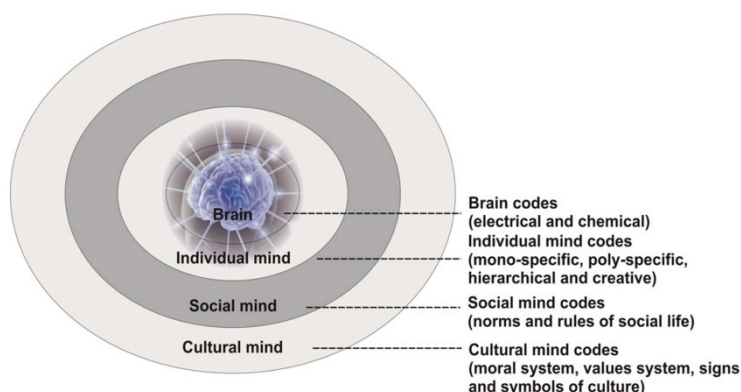 Brain
Individual mind
Social mind
Cultural mind
Brain codes
(electrical and chemical)
Individual mind codes
(mono-specific, poly-specific,
hierarchical and creative)
Social mind codes
(norms and rules of social life)
Cultural mind codes
(moral system, values system, signs
and symbols of culture)